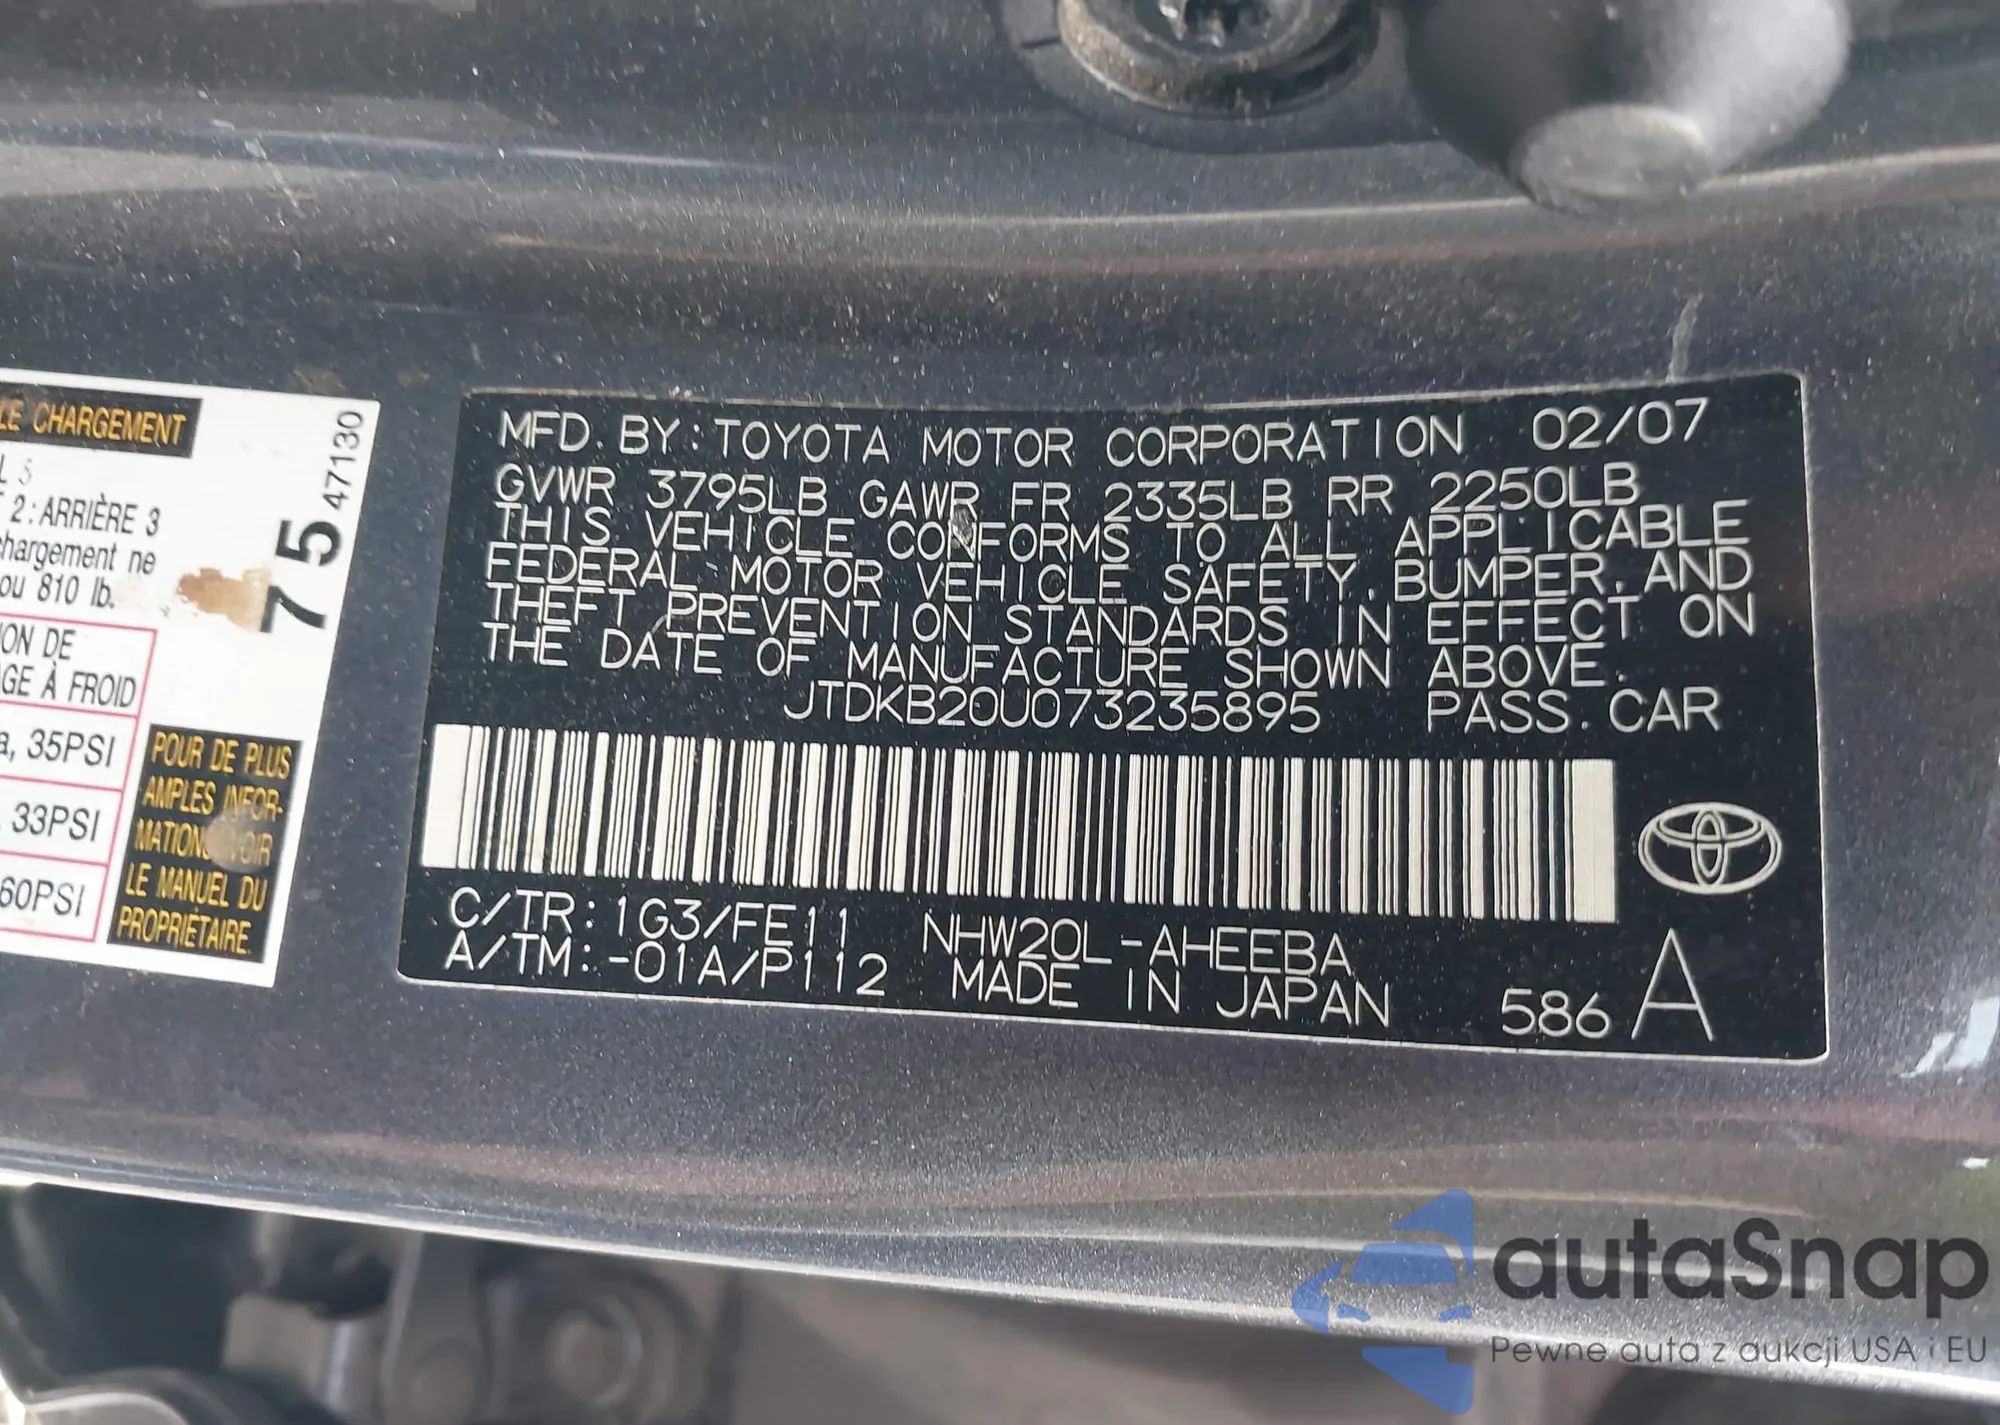 LE CHARGEMENT
2:ARRIÈRE 3
chargement ne
ou 810 lb.
ION DE
GE À FROID
a, 35PSI
33PSI
60PSI
7 5
47130
POUR DE PLUS
AMPLES INFOR-
MATIONS VOIR
LE MANUEL DU
PROPRIÉTAIRE.
MFD. BY: TOYOTA MOTOR CORPORATION 02/07
GVWR 3795LB GAWR FR 2335LB RR 2250LB
THIS VEHICLE CONFORMS TO ALL APPLICABLE
FEDERAL MOTOR VEHICLE SAFETY, BUMPER, AND
THEFT PREVENTION STANDARDS IN EFFECT ON
THE DATE OF MANUFACTURE SHOWN ABOVE.
JTDKB20U073235895 PASS. CAR
C/TR: 1G3/FE11 NHW20L-AHEEBA
A/TM: -01A/P112 MADE IN JAPAN 586 A
autaSnap
Pewne auta z aukcji USA i EU